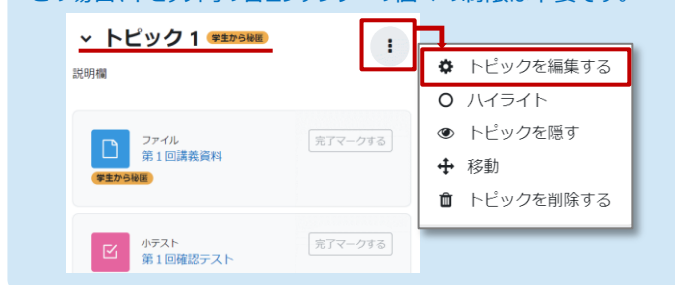 トピック 1 学生から秘匿
説明欄
ファイル
第１回講義資料
学生から秘匿
完了マークする
小テスト
第１回確認テスト
完了マークする
トピックを編集する
ハイライト
トピックを隠す
移動
トピックを削除する